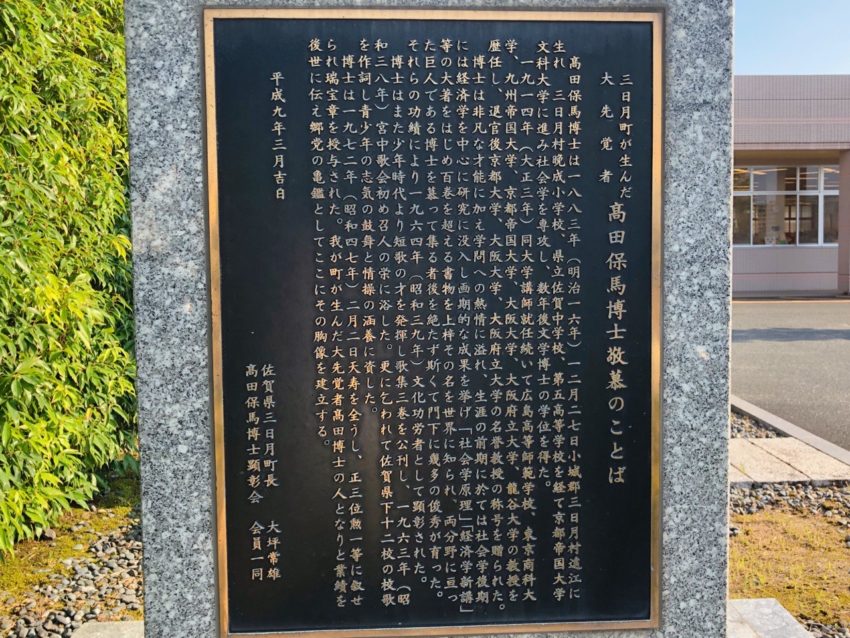 三日月町が生んだ
大先覚者
髙田保馬博士敬慕のことば
髙田保馬博士は一八八三年（明治一六年）一二月二七日小城郡三日月村遠江に
生れ、三日月村晩成小学校、県立佐賀中学校、第五高等学校を経て京都帝国大学
文科大学に進み社会学を専攻し、数年後文学博士の学位を得た。
一九一四年（大正三年）同大学講師就任続いて広島高等師範学校、東京商科大
学、九州帝国大学、京都帝国大学、大阪大学、大阪府立大学、龍谷大学の教授を
歴任し、退官後京都大学、大阪大学、大阪府立大学の名誉教授の称号を贈られた。
博士は非凡な才能に加え学問への熱情に溢れ、生涯の前期に於ては社会学後期
には経済学を中心に研究に没入し画期的な成果を挙げ「社会学原理」「経済学新講」
等の大著をはじめ百巻を超える書物を上梓その名を世界に知られ、両分野に亘っ
た巨人である博士を慕って集る者後を絶たず斯くて門下に幾多の俊秀が育った。
それらの功績により一九六四年（昭和三九年）文化功労者として顕彰された。
博士はまた少年時代より短歌の才を発揮し歌集三巻を公刊し、一九六三年（昭
和三八年）宮中歌会初め召人の栄に浴した。更に乞われて佐賀県下十二校の校歌
を作詞し青少年の志気の鼓舞と情操の涵養に資した。
博士は一九七二年（昭和四七年）二月二日天寿を全うし、正三位勲一等に叙せ
られ瑞宝章を授与された。我が町が生んだ大先覚者髙田博士の人となりと業績を
後世に伝え郷党の亀鑑としてここにその胸像を建立する。
平成九年三月吉日
佐賀県三日月町長　大坪常雄
髙田保馬博士顕彰会　会員一同